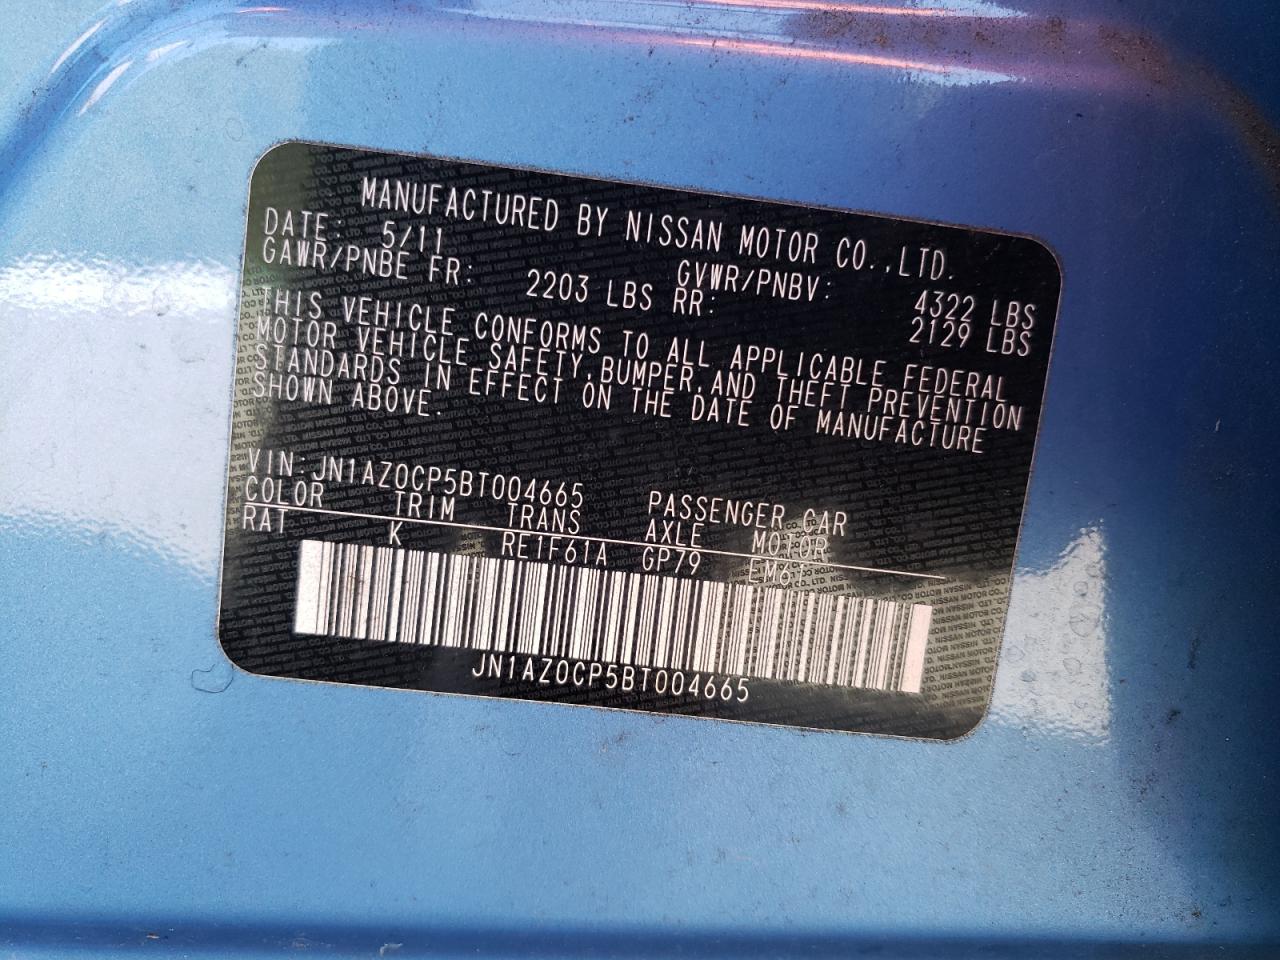 MANUFACTURED BY NISSAN MOTOR CO.,LTD.
DATE: 5/11 GVWR/PNBV: 4322 LBS
GAWR/PNBE FR: 2203 LBS RR: 2129 LBS
THIS VEHICLE CONFORMS TO ALL APPLICABLE FEDERAL
MOTOR VEHICLE SAFETY,BUMPER,AND THEFT PREVENTION
STANDARDS IN EFFECT ON THE DATE OF MANUFACTURE
SHOWN ABOVE.
VIN:JN1AZ0CP5BT004665 PASSENGER CAR
COLOR TRIM TRANS AXLE MOTOR
RAT K RE1F61A GP79 EM61
JN1AZ0CP5BT004665